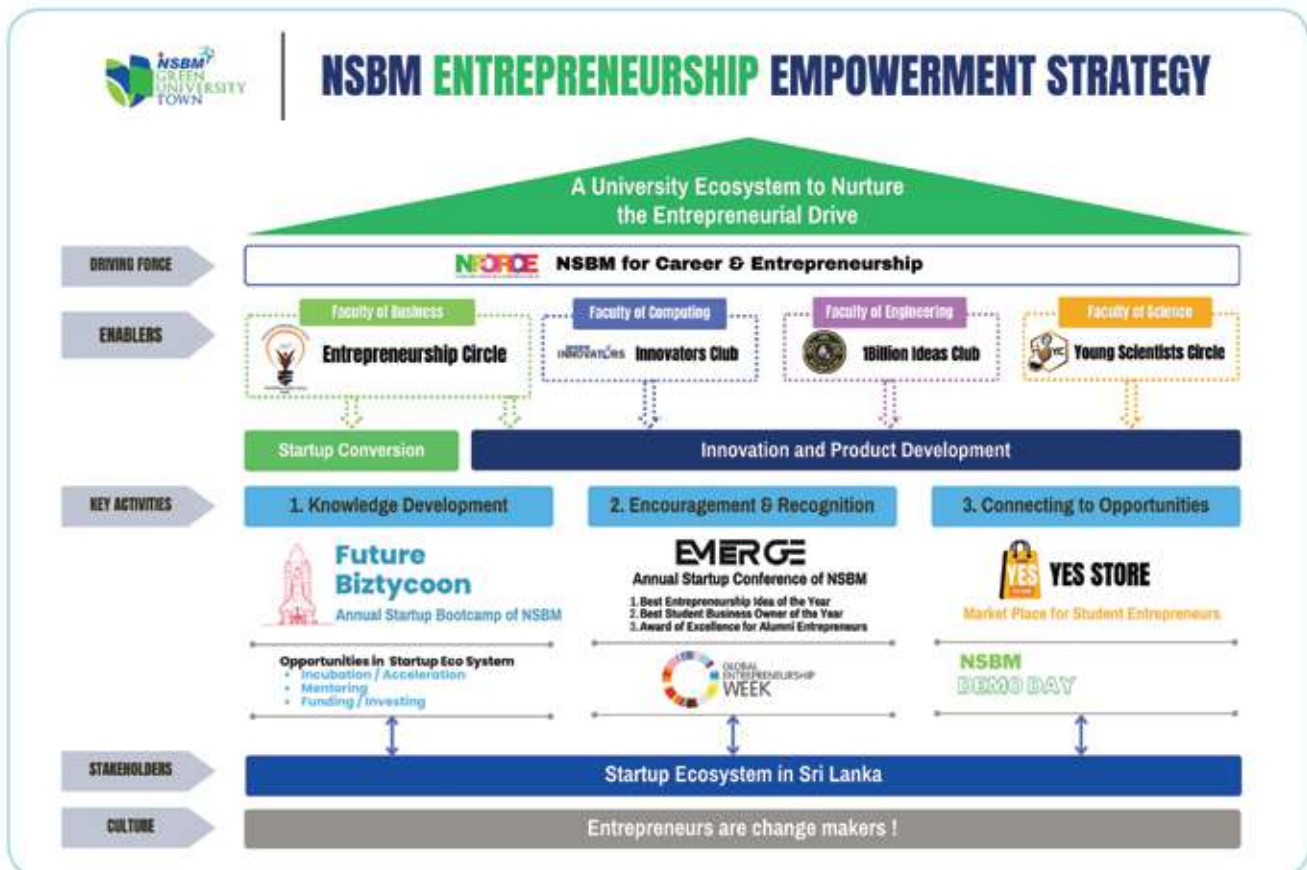 NSBM
GREEN
UNIVERSITY
TOWN
NSBM ENTREPRENEURSHIP EMPOWERMENT STRATEGY
A University Ecosystem to Nurture
the Entrepreneurial Drive
DRIVING FORCE
NFORCE NSBM for Career & Entrepreneurship
ENABLERS
Faculty of Business
Entrepreneurship Circle
Faculty of Computing
INNOVATORS Innovators Club
Faculty of Engineering
1Billion Ideas Club
Faculty of Science
Young Scientists Circle
Startup Conversion
Innovation and Product Development
KEY ACTIVITIES
1. Knowledge Development
2. Encouragement & Recognition
3. Connecting to Opportunities
Future
Biztycoon
Annual Startup Bootcamp of NSBM
EMERGE
Annual Startup Conference of NSBM
1. Best Entrepreneurship Idea of the Year
2. Best Student Business Owner of the Year
3. Award of Excellence for Alumni Entrepreneurs
YES
YES STORE
Market Place for Student Entrepreneurs
Opportunities in Startup Eco System
• Incubation / Acceleration
• Mentoring
• Funding / Investing
GLOBAL
ENTREPRENEURSHIP
WEEK
NSBM
DEMO DAY
STAKEHOLDERS
Startup Ecosystem in Sri Lanka
CULTURE
Entrepreneurs are change makers !